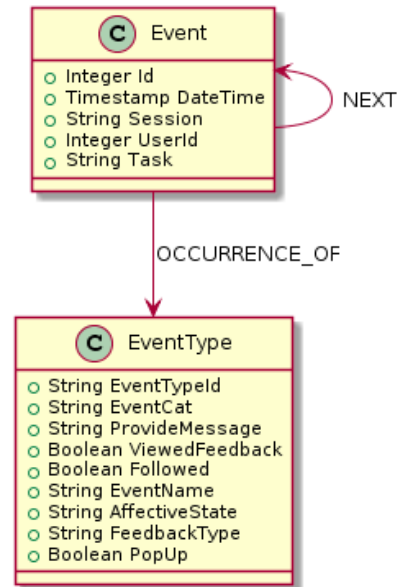 C Event
Integer Id
Timestamp DateTime
String Session
Integer UserId
String Task
NEXT
OCCURRENCE_OF
C EventType
String EventTypeId
String EventCat
String ProvideMessage
Boolean ViewedFeedback
Boolean Followed
String EventName
String AffectiveState
String FeedbackType
Boolean PopUp